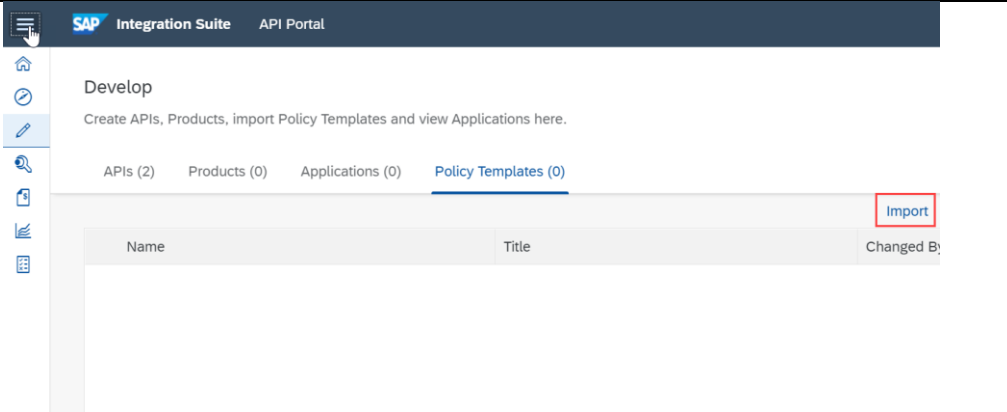 SAP Integration Suite API Portal
Develop
Create APIs, Products, import Policy Templates and view Applications here.
APIs (2) Products (0) Applications (0) Policy Templates (0)
Import
Name Title Changed By